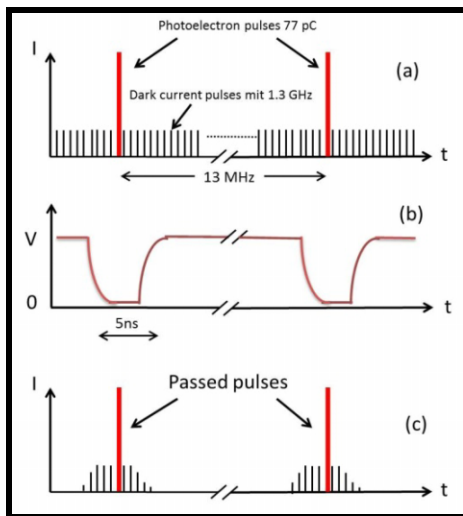 Photoelectron pulses 77 pC
I
(a)
Dark current pulses mit 1.3 GHz
t
13 MHz
(b)
V
0
t
5ns
I
Passed pulses
(c)
t